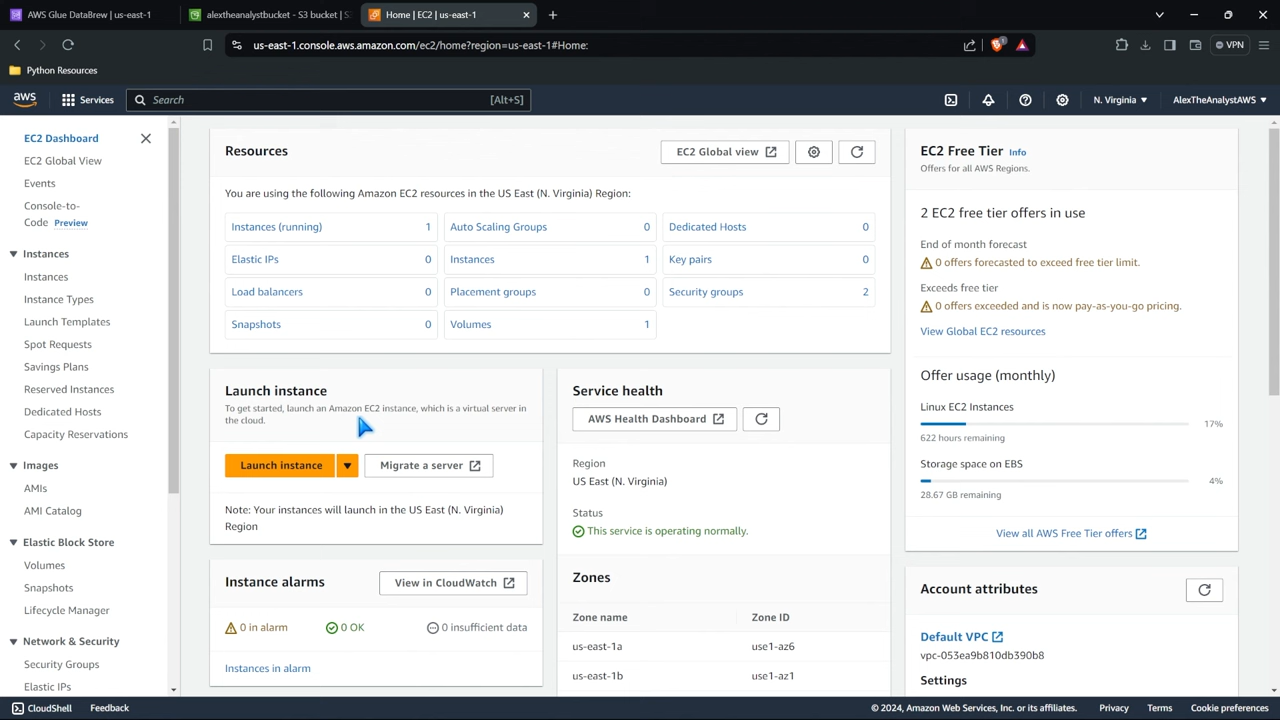 AWS Glue DataBrew | us-east-1
alextheanalystbucket - S3 bucket | S
Home | EC2 | us-east-1
us-east-1.console.aws.amazon.com/ec2/home?region=us-east-1#Home:
1
VPN
Python Resources
aws
Services
Search
[Alt+S]
N. Virginia
AlexTheAnalystAWS
EC2 Dashboard
EC2 Global View
Events
Console-to-
Code Preview
Instances
Instances
Instance Types
Launch Templates
Spot Requests
Savings Plans
Reserved Instances
Dedicated Hosts
Capacity Reservations
Images
AMIs
AMI Catalog
Elastic Block Store
Volumes
Snapshots
Lifecycle Manager
Network & Security
Security Groups
Elastic IPs
Resources
EC2 Global view
You are using the following Amazon EC2 resources in the US East (N. Virginia) Region:
Instances (running) 1
Auto Scaling Groups 0
Dedicated Hosts 0
Elastic IPs 0
Instances 1
Key pairs 0
Load balancers 0
Placement groups 0
Security groups 2
Snapshots 0
Volumes 1
Launch instance
To get started, launch an Amazon EC2 instance, which is a virtual server in
the cloud.
Launch instance
Migrate a server
Note: Your instances will launch in the US East (N. Virginia)
Region
Instance alarms
View in CloudWatch
0 in alarm
0 OK
0 insufficient data
Instances in alarm
Service health
AWS Health Dashboard
Region
US East (N. Virginia)
Status
This service is operating normally.
Zones
Zone name
Zone ID
us-east-1a
use1-az6
us-east-1b
use1-az1
EC2 Free Tier Info
Offers for all AWS Regions.
2 EC2 free tier offers in use
End of month forecast
0 offers forecasted to exceed free tier limit.
Exceeds free tier
0 offers exceeded and is now pay-as-you-go pricing.
View Global EC2 resources
Offer usage (monthly)
Linux EC2 Instances
17%
622 hours remaining
Storage space on EBS
4%
28.67 GB remaining
View all AWS Free Tier offers
Account attributes
Default VPC
vpc-053ea9b810db390b8
Settings
CloudShell
Feedback
© 2024, Amazon Web Services, Inc. or its affiliates.
Privacy
Terms
Cookie preferences